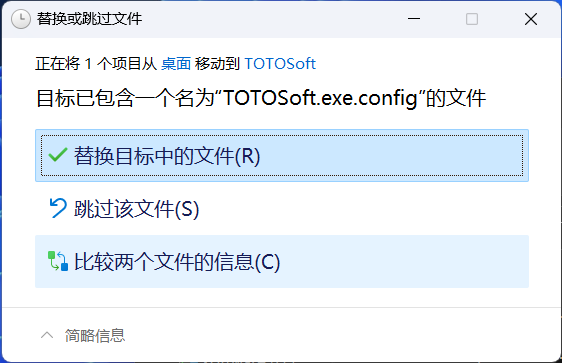 替换或跳过文件
正在将 1 个项目从 桌面 移动到 TOTOSoft
目标已包含一个名为“TOTOSoft.exe.config”的文件
替换目标中的文件(R)
跳过该文件(S)
比较两个文件的信息(C)
简略信息